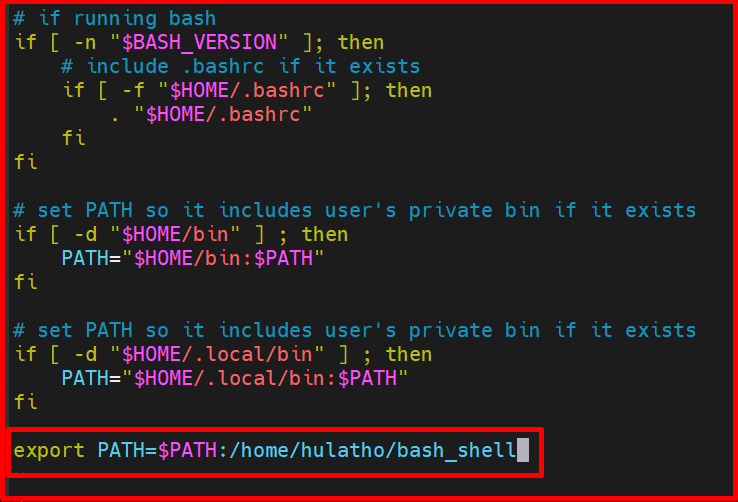 # if running bash
if [ -n "$BASH_VERSION" ]; then
    # include .bashrc if it exists
    if [ -f "$HOME/.bashrc" ]; then
        . "$HOME/.bashrc"
    fi
fi

# set PATH so it includes user's private bin if it exists
if [ -d "$HOME/bin" ] ; then
    PATH="$HOME/bin:$PATH"
fi

# set PATH so it includes user's private bin if it exists
if [ -d "$HOME/.local/bin" ] ; then
    PATH="$HOME/.local/bin:$PATH"
fi

export PATH=$PATH:/home/hulatho/bash_shell